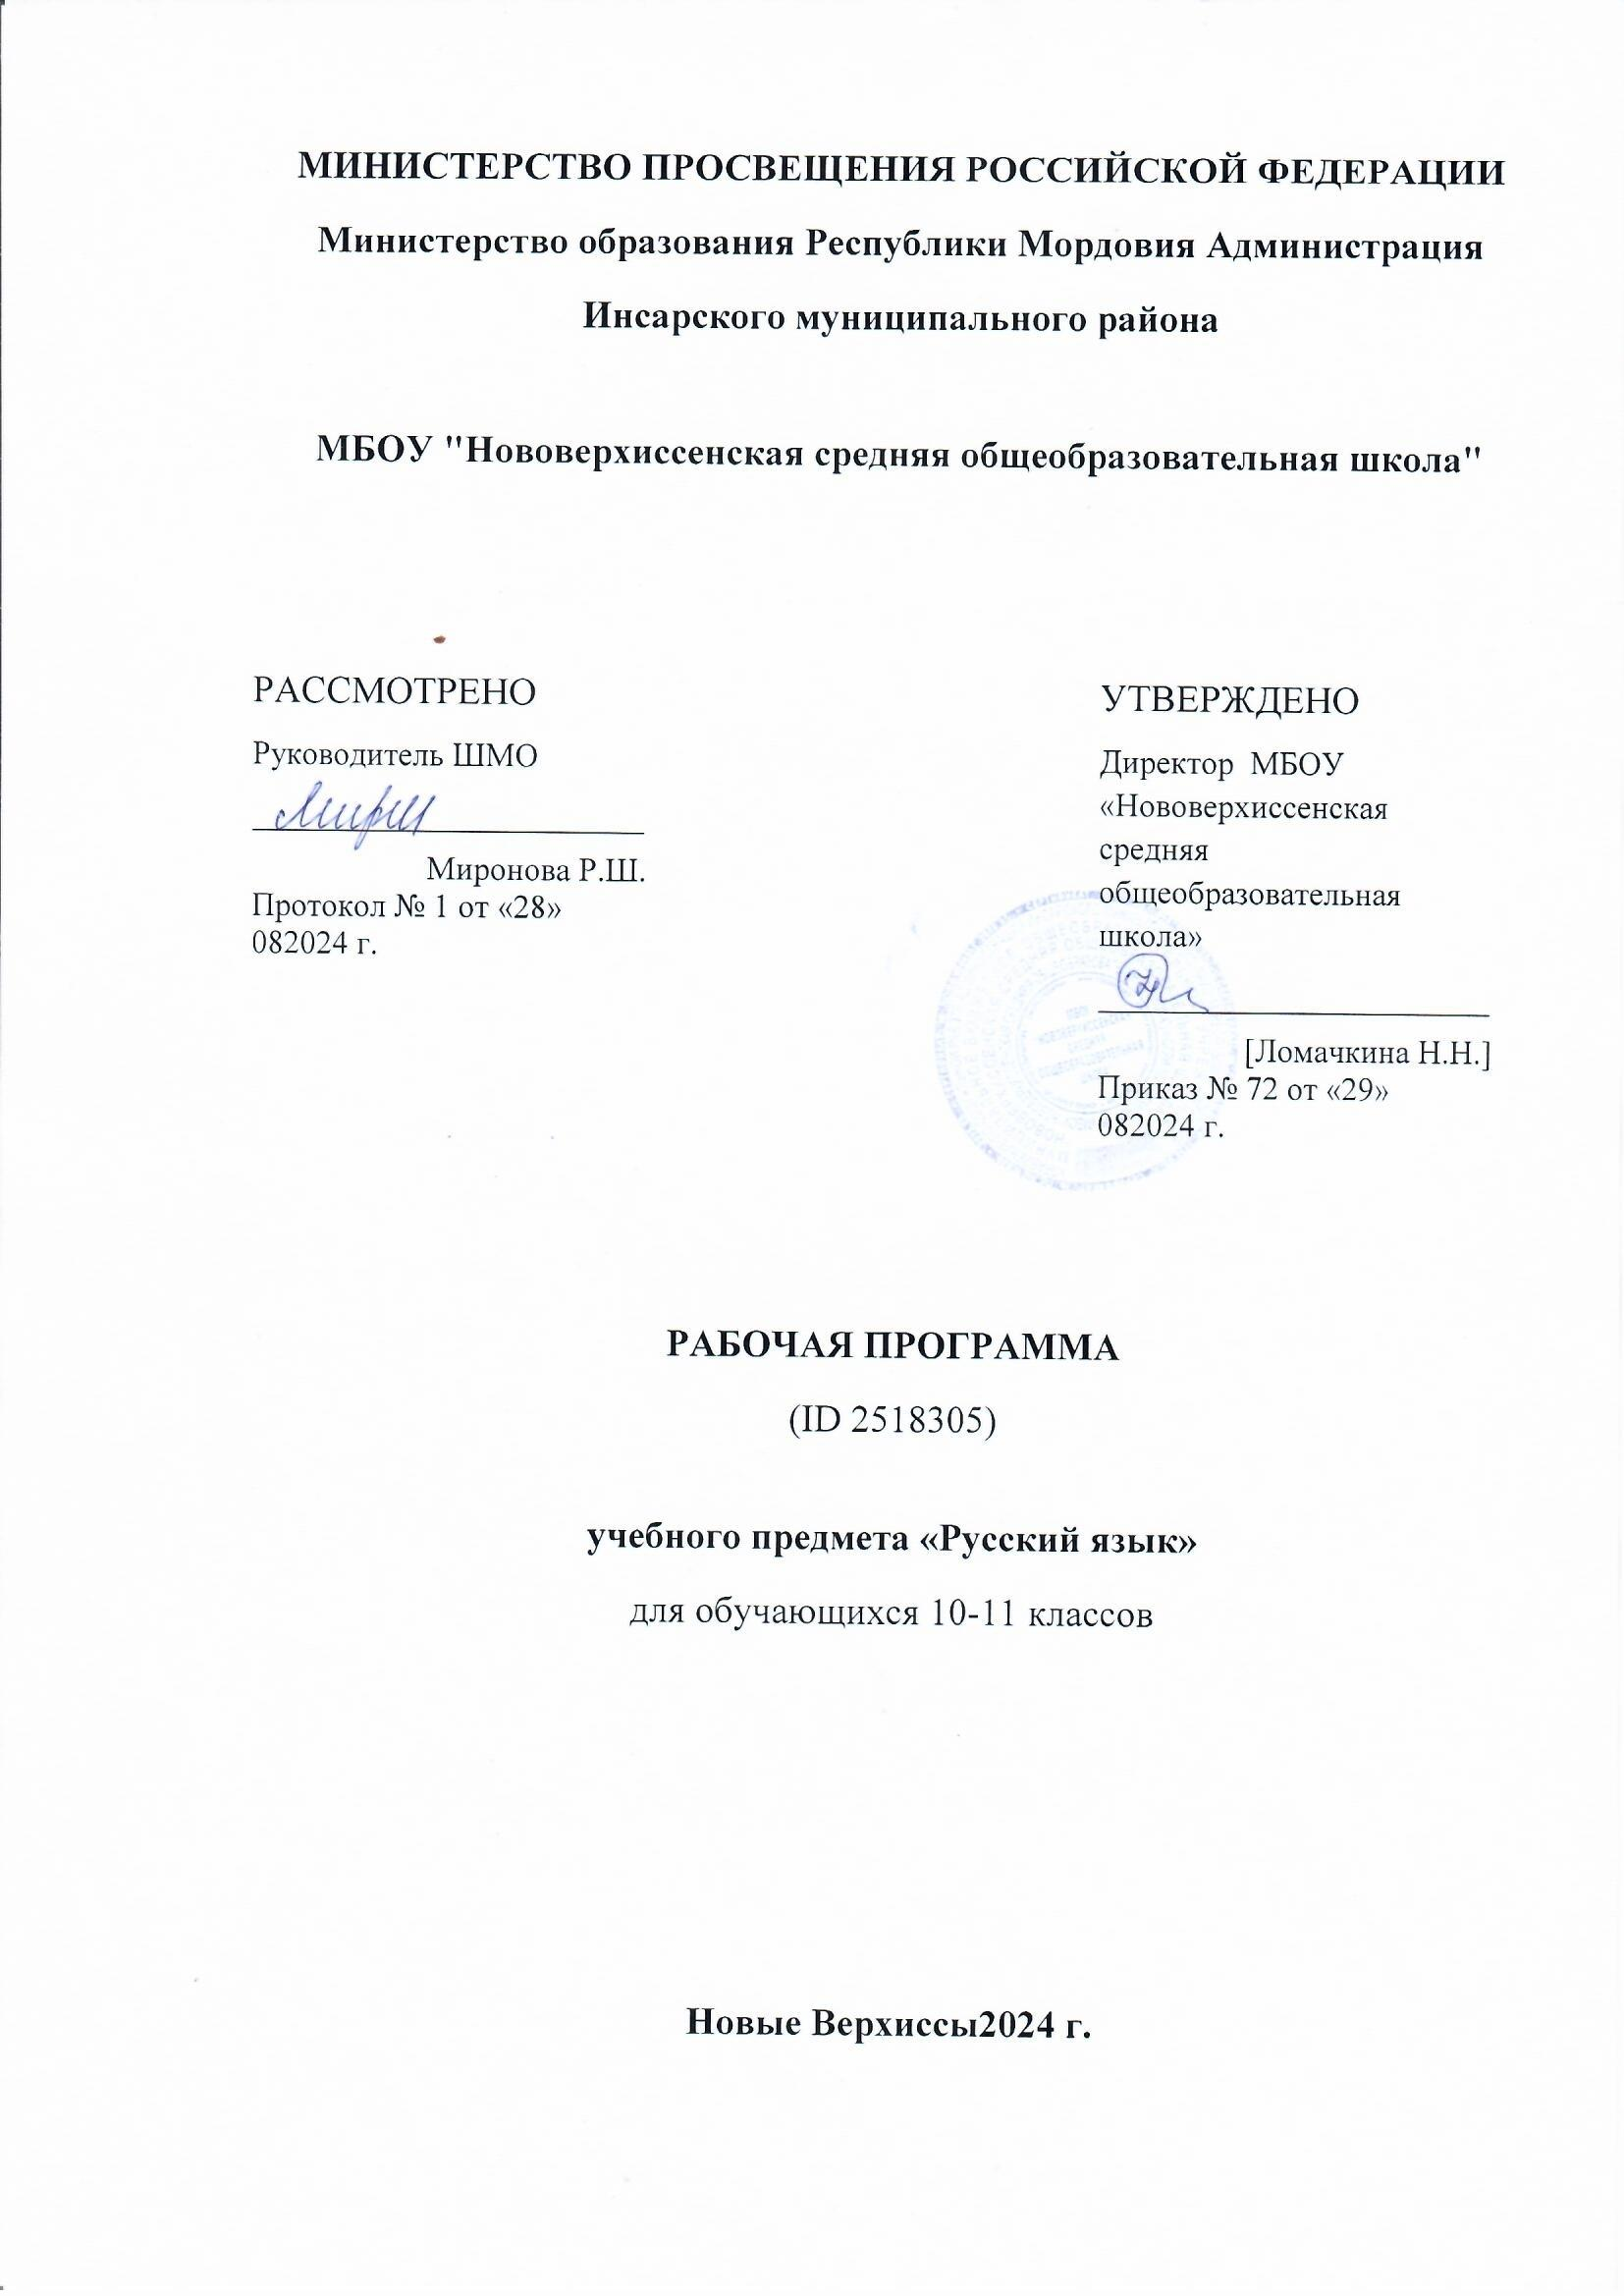 МИНИСТЕРСТВО ПРОСВЕЩЕНИЯ РОССИЙСКОЙ ФЕДЕРАЦИИ
Министерство образования Республики Мордовия Администрация
Инсарского муниципального района
МБОУ "Нововерхиссенская средняя общеобразовательная школа"
РАССМОТРЕНО
Руководитель ШМО
Миронова Р.Ш.
Протокол № 1 от «28»
082024 г.
УТВЕРЖДЕНО
Директор  МБОУ
«Нововерхиссенская
средняя
общеобразовательная
школа»
[Ломачкина Н.Н.]
Приказ № 72 от «29»
082024 г.
РАБОЧАЯ ПРОГРАММА
(ID 2518305)
учебного предмета «Русский язык»
для обучающихся 10-11 классов
Новые Верхиссы2024 г.